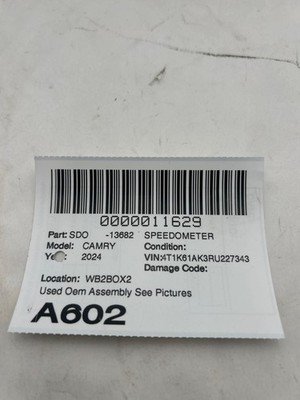 0000011629
Part: SDO -13682 SPEEDOMETER
Model: CAMRY Condition:
Year: 2024 VIN:4T1K61AK3RU227343
Damage Code:
Location: WB2BOX2
Used Oem Assembly See Pictures
A602